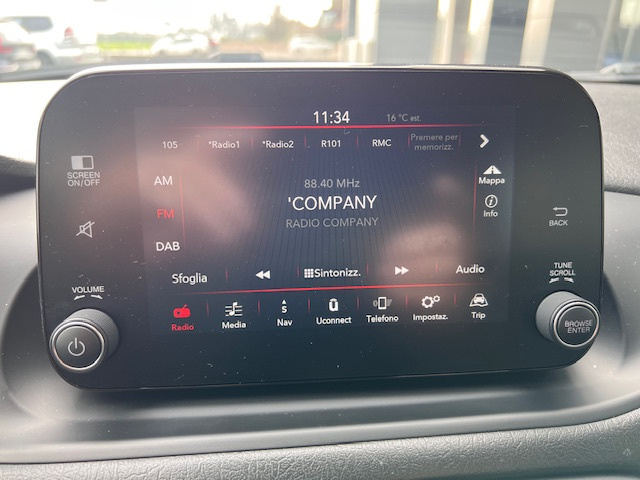 11:34 16 °C est.
105 *Radio1 *Radio2 R101 RMC Premere per memorizz.
SCREEN ON/OFF
AM
88.40 MHz
Mappa
FM
'COMPANY
Info
RADIO COMPANY
BACK
DAB
Sfoglia Sintonizz. Audio
VOLUME
TUNE SCROLL
Radio Media S Nav Uconnect Telefono Impostaz. Trip
BROWSE ENTER